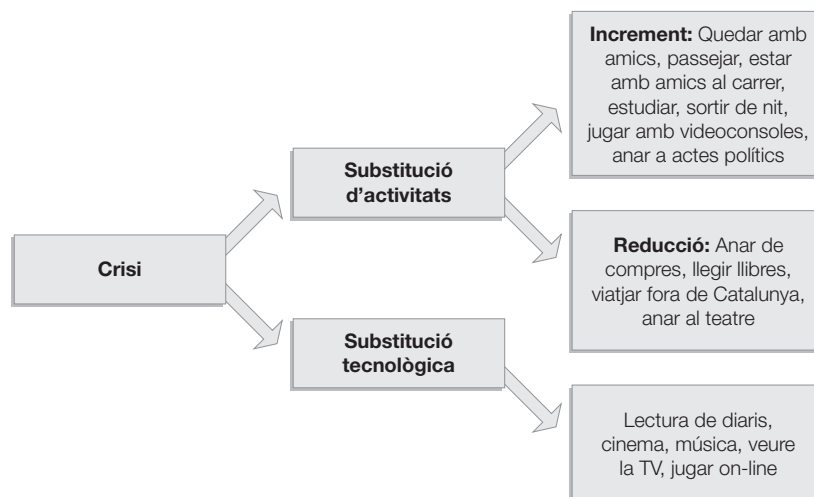 Crisi
Substitució
d'activitats
Substitució
tecnològica
Increment: Quedar amb
amics, passejar, estar
amb amics al carrer,
estudiar, sortir de nit,
jugar amb videoconsoles,
anar a actes polítics
Reducció: Anar de
compres, llegir llibres,
viatjar fora de Catalunya,
anar al teatre
Lectura de diaris,
cinema, música, veure
la TV, jugar on-line